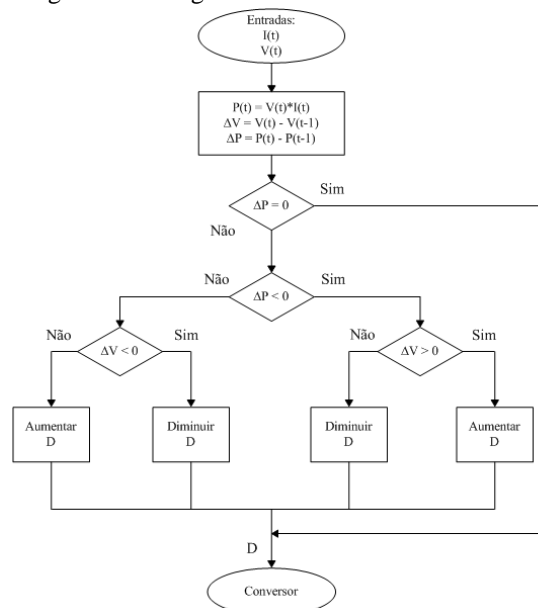 Entradas:
I(t)
V(t)
P(t) = V(t)*I(t)
ΔV = V(t) - V(t-1)
ΔP = P(t) - P(t-1)
Sim
ΔP = 0
Não
Não
Sim
ΔP < 0
Não
Sim
Não
Sim
ΔV < 0
ΔV > 0
Aumentar
D
Diminuir
D
Diminuir
D
Aumentar
D
D
Conversor